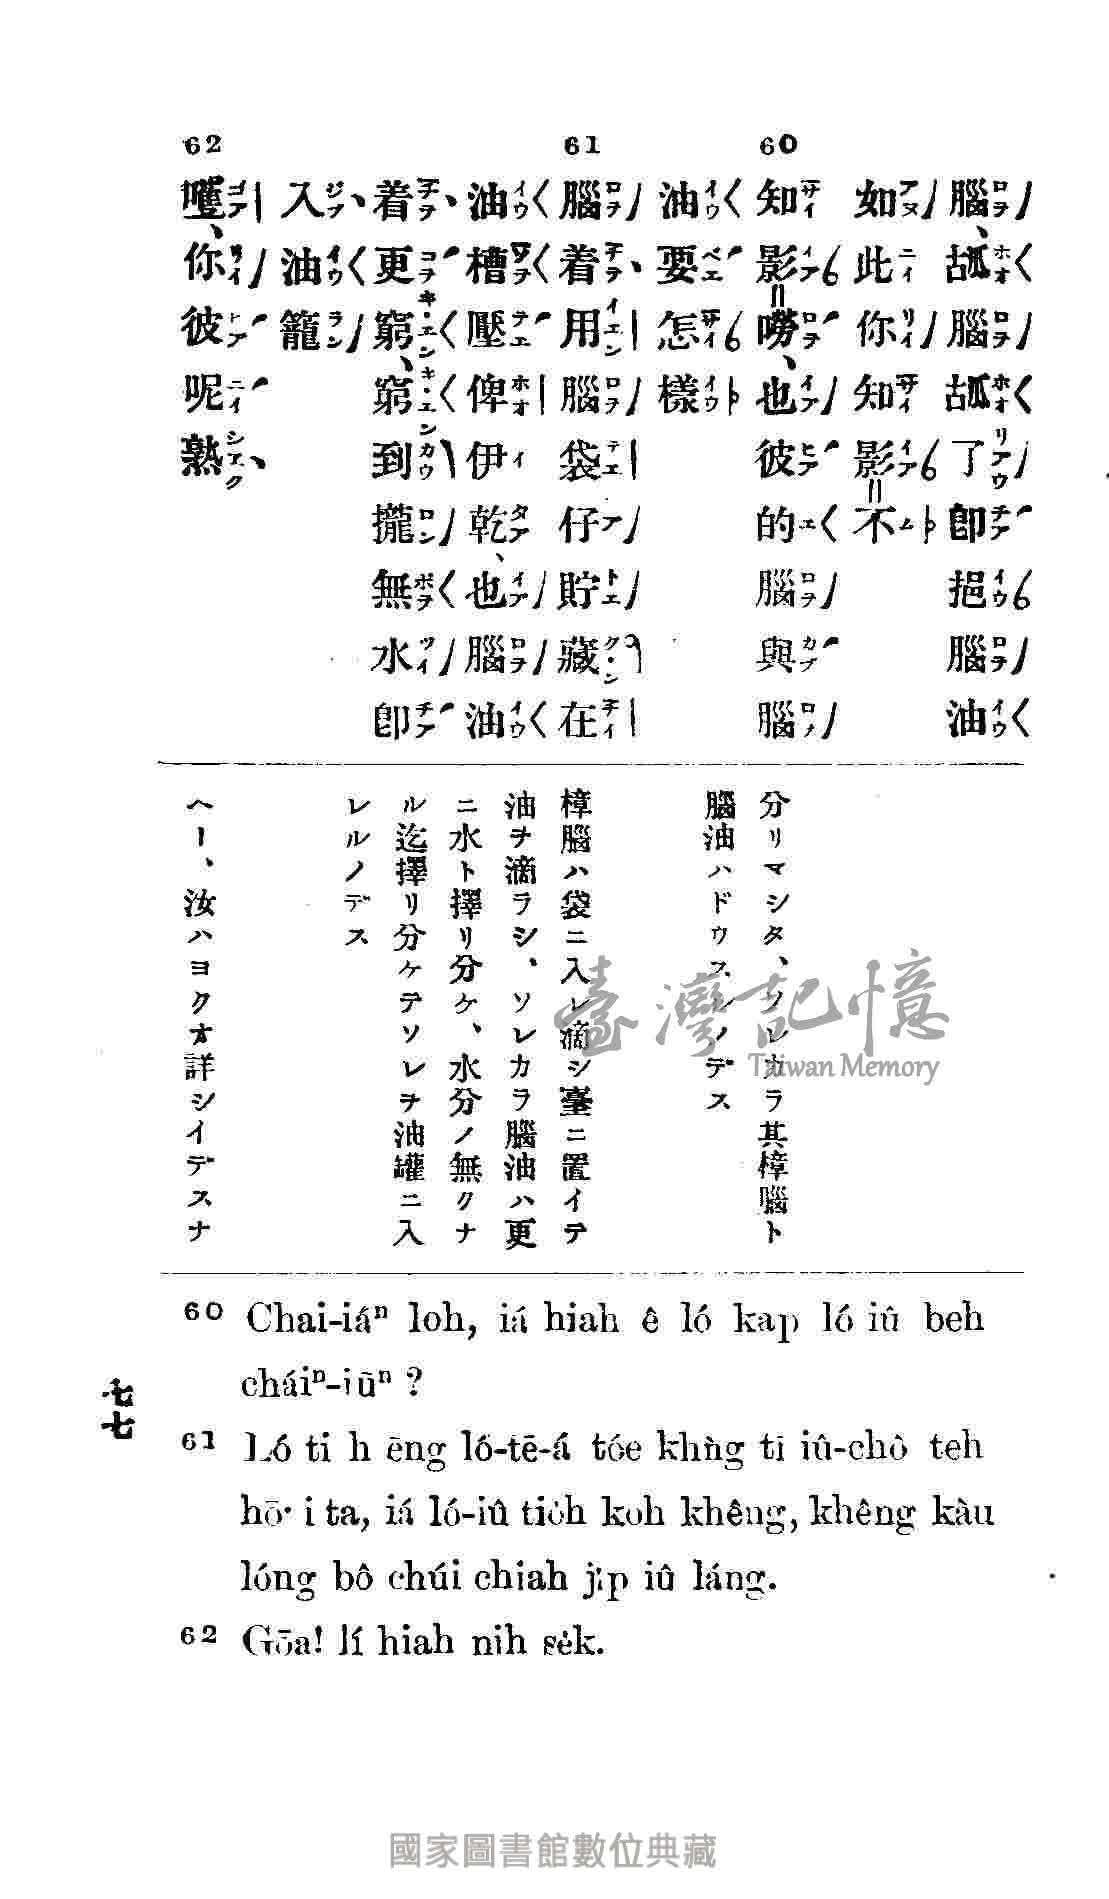 腦、瓠腦瓠了卽挹腦油
如此你知影不
60
知影嘮、也彼的腦與腦
油要怎樣
61
腦着用腦袋仔貯藏在
油槽壓俾伊乾、也腦油
着更窮、窮到攏無水卽
入油籠
62
嚄、你彼呢熟
分リマシタ、ソレカラ其樟腦ト
腦油ハドウスルノデス
樟腦ハ袋ニ入レ滴シ臺ニ置イテ
油ヲ滴ラシ、ソレカラ腦油ハ更
ニ水ト擇リ分ケ、水分ノ無クナ
ル迄擇リ分ケテソレヲ油罐ニ入
レルノデス
ヘー、汝ハヨクオ詳シイデスナ
60 Chai-iáⁿ loh, iá hiah ê ló kap ló iû beh
cháiⁿ-iūⁿ ?
61 Ló ti̍h ēng ló-tē-á tóe khǹg tī iû-chô teh
hō͘ i ta, iá ló-iû tio̍h koh khêng, khêng kàu
lóng bô chúi chiah ji̍p iû láng.
62 Gōa! lí hiah nih se̍k.
七七
臺灣記憶
Taiwan Memory
國家圖書館數位典藏